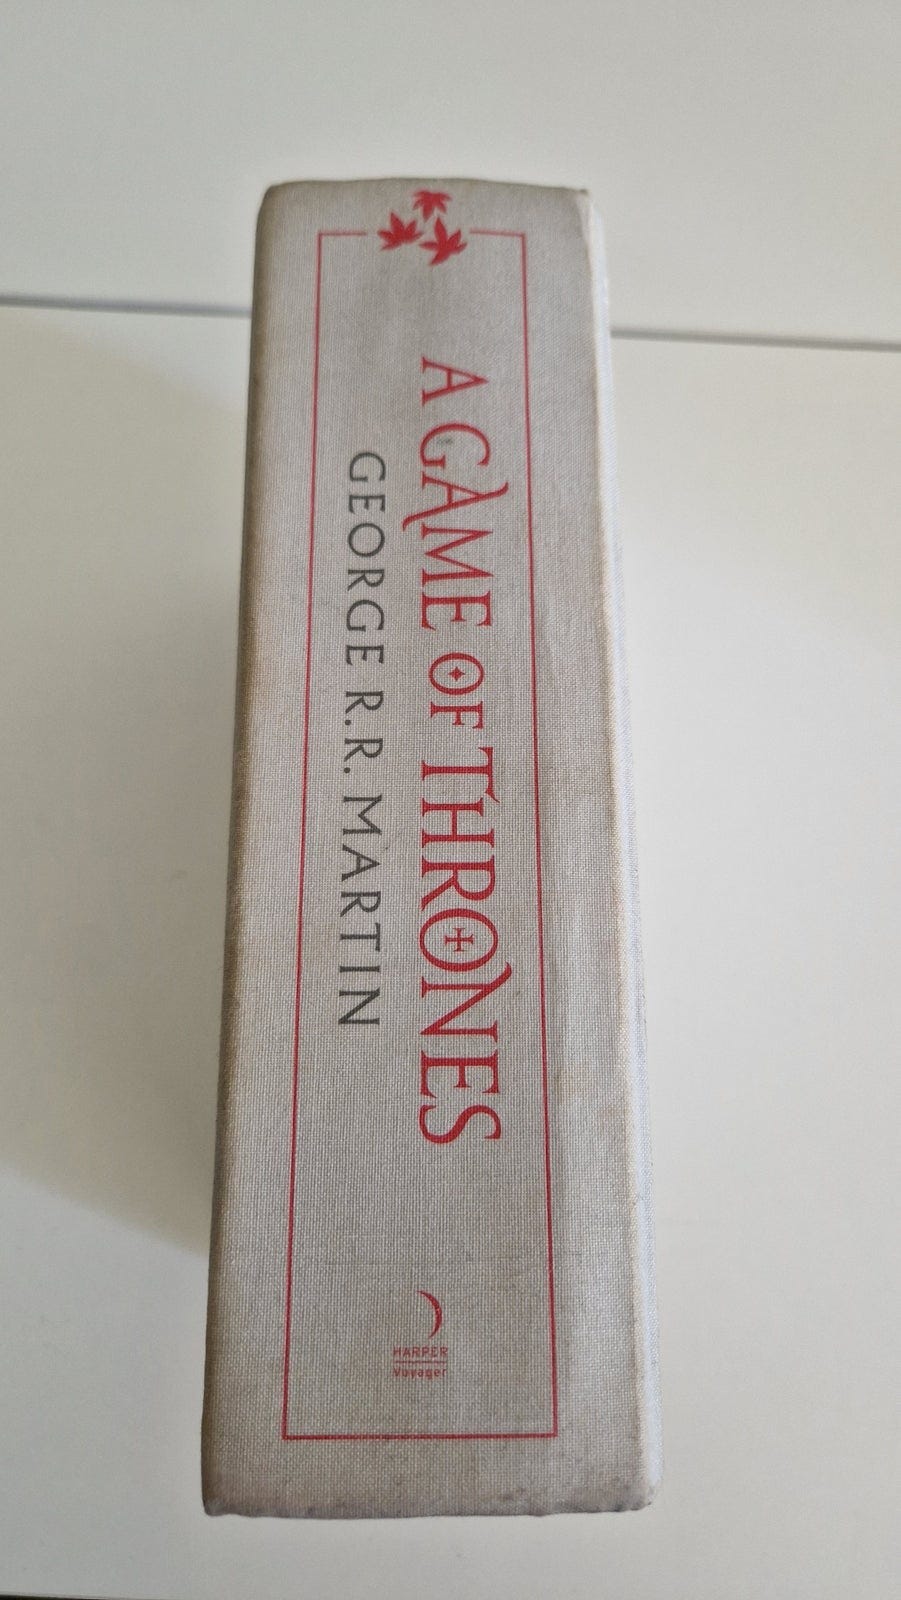 A GAME OF THRONES
GEORGE R. R. MARTIN
HARPER
Voyager